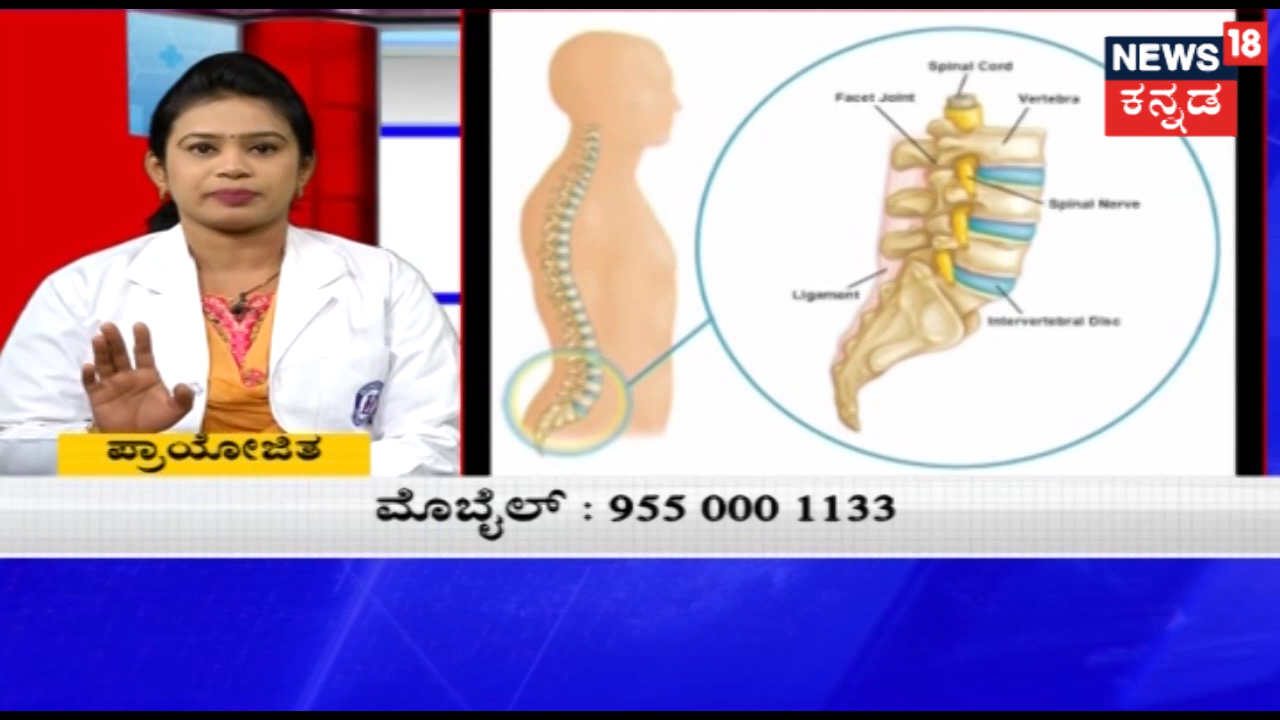 NEWS 18
ಕನ್ನಡ
Spinal Cord
Facet Joint
Vertebra
Spinal Nerve
Ligament
Intervertebral Disc
ಪ್ರಾಯೋಜಿತ
ಮೊಬೈಲ್ : 955 000 1133